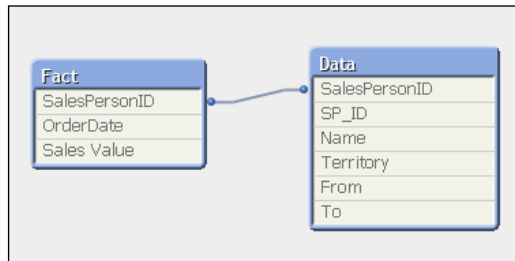 Fact
SalesPersonID
OrderDate
Sales Value
Data
SalesPersonID
SP_ID
Name
Territory
From
To